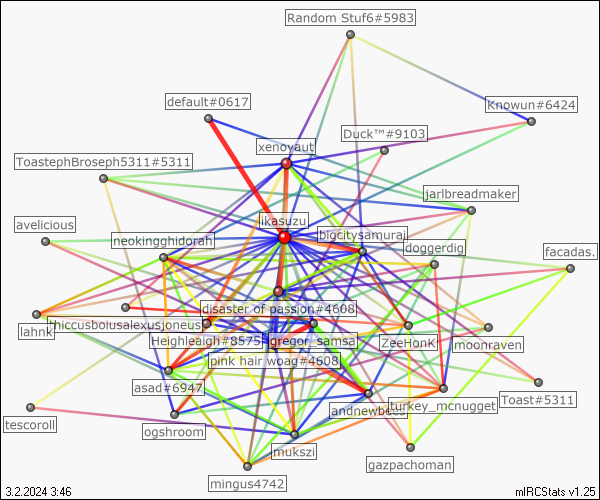 Random Stuf6#5983
default#0617
Knowun#6424
Duck™#9103
xenoyaut
ToastephBroseph5311#5311
jarlbreadmaker
ikasuzu
avelicious
neokingghidorah
bigcitysamurai
doggerdig
facadas.
disaster of passion#4608
lahnk
thiccusboiusalexusjoneus
Heighleaigh#8575
gregor_samsa
ZeeHonK
moonraven
pink hair woag#4608
asad#6947
Toast#5311
turkey_mcnugget
tescoroll
ogshroom
mukszi
gazpachoman
mingus4742
3.2.2024 3:46
mIRCStats v1.25